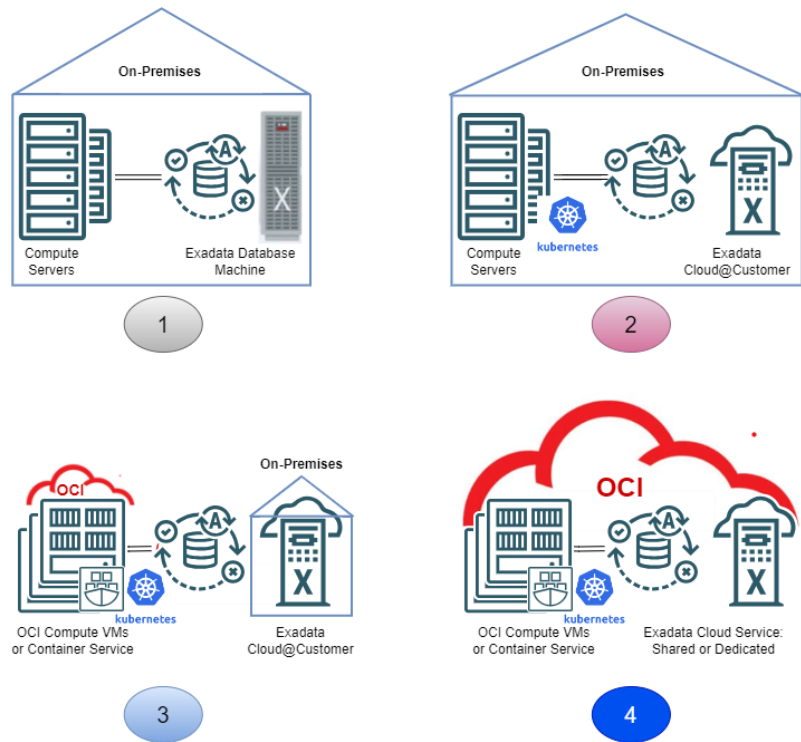 On-Premises
A
X
Compute
Servers
Exadata Database
Machine
1
On-Premises
A
X
kubernetes
Compute
Servers
Exadata
Cloud@Customer
2
On-Premises
OCI
A
X
kubernetes
OCI Compute VMs
or Container Service
Exadata
Cloud@Customer
3
OCI
A
X
kubernetes
OCI Compute VMs
or Container Service
Exadata Cloud Service:
Shared or Dedicated
4